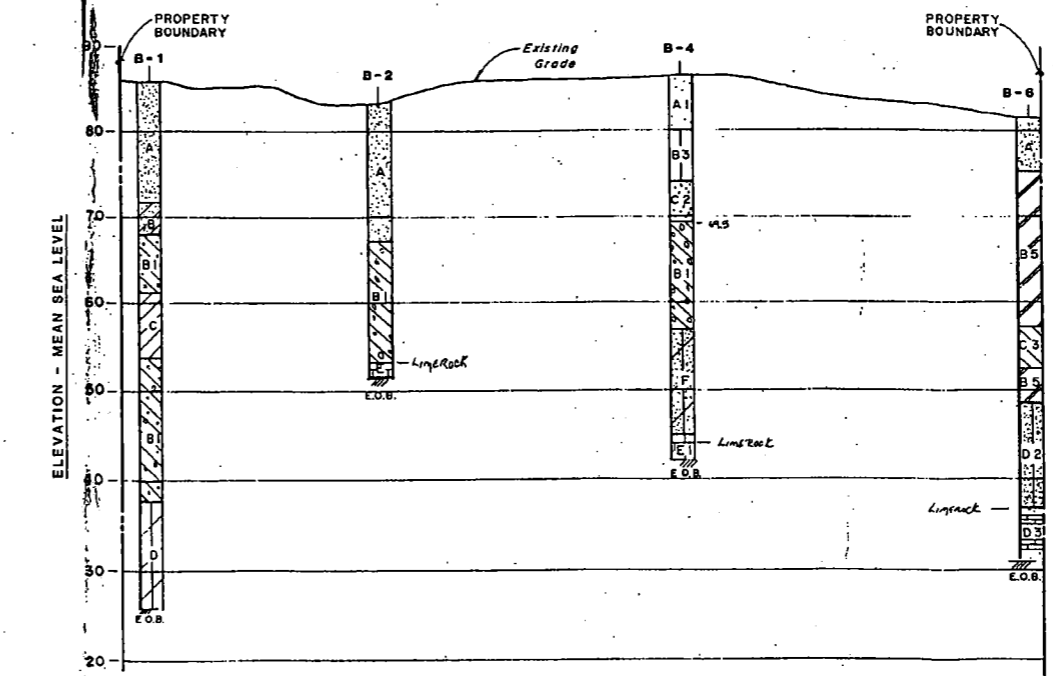 PROPERTY
BOUNDARY
PROPERTY
BOUNDARY
B-1
B-2
Existing
Grade
B-4
B-6
90
80
70
60
50
40
30
20
ELEVATION - MEAN SEA LEVEL
A
B
B1
C
B1
D
E.O.B.
A
B1
E
LIMEROCK
E.O.B.
A1
B3
C2
B1
F
E1
LIMEROCK
E.O.B.
A
B5
C3
B5
D2
Limerock
D3
E.O.B.